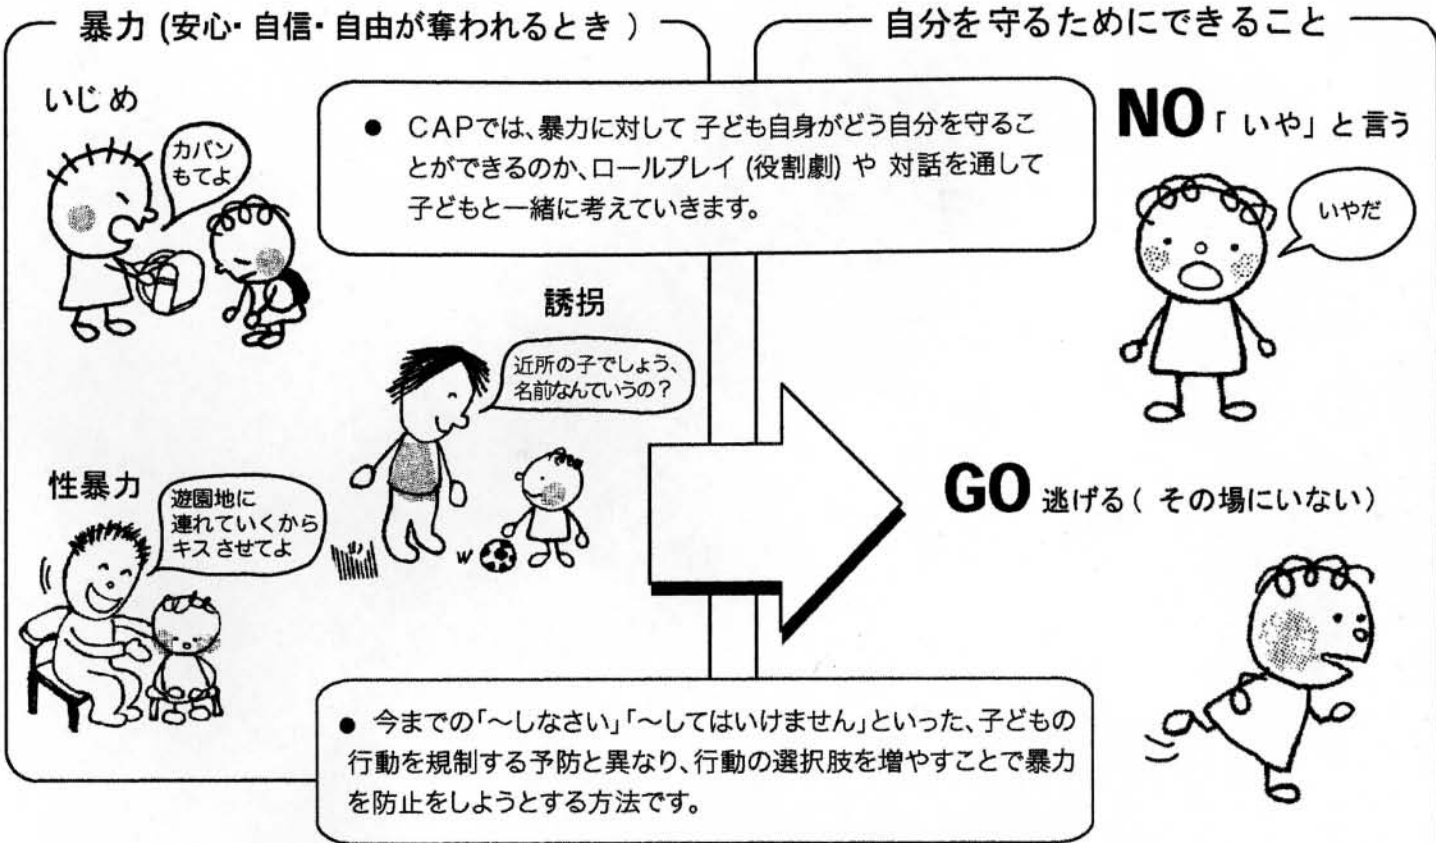 暴力 (安心・自信・自由が奪われるとき )
いじめ
カバン
もてよ
● CAPでは、暴力に対して 子ども自身がどう自分を守るこ
とができるのか、ロールプレイ (役割劇) や 対話を通して
子どもと一緒に考えていきます。
誘拐
近所の子でしょう、
名前なんていうの?
性暴力
遊園地に
連れていくから
キスさせてよ
● 今までの「〜しなさい」「〜してはいけません」といった、子どもの
行動を規制する予防と異なり、行動の選択肢を増やすことで暴力
を防止をしようとする方法です。
自分を守るためにできること
NO「いや」と言う
いやだ
GO 逃げる ( その場にいない)